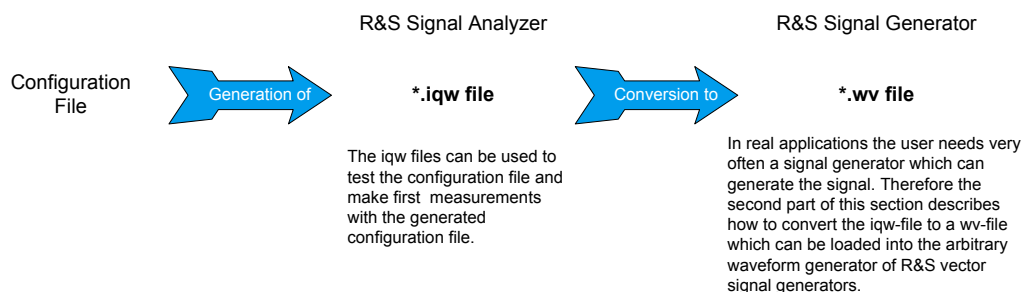 R&S Signal Analyzer
R&S Signal Generator
Configuration
File
Generation of
*.iqw file
Conversion to
*.wv file
The iqw files can be used to
test the configuration file and
make first measurements
with the generated
configuration file.
In real applications the user needs very
often a signal generator which can
generate the signal. Therefore the
second part of this section describes
how to convert the iqw-file to a wv-file
which can be loaded into the arbitrary
waveform generator of R&S vector
signal generators.